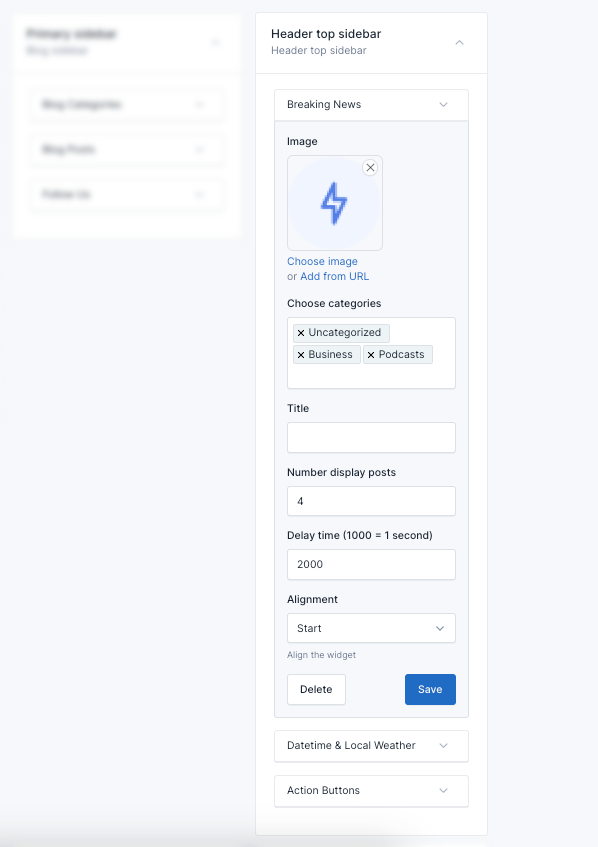 Primary sidebar
Blog sidebar
Blog Categories
Blog Posts
Follow Us
Header top sidebar
Header top sidebar
Breaking News
Image
Choose image
or Add from URL
Choose categories
× Uncategorized
× Business × Podcasts
Title
Number display posts
4
Delay time (1000 = 1 second)
2000
Alignment
Start
Align the widget
Delete Save
Datetime & Local Weather
Action Buttons